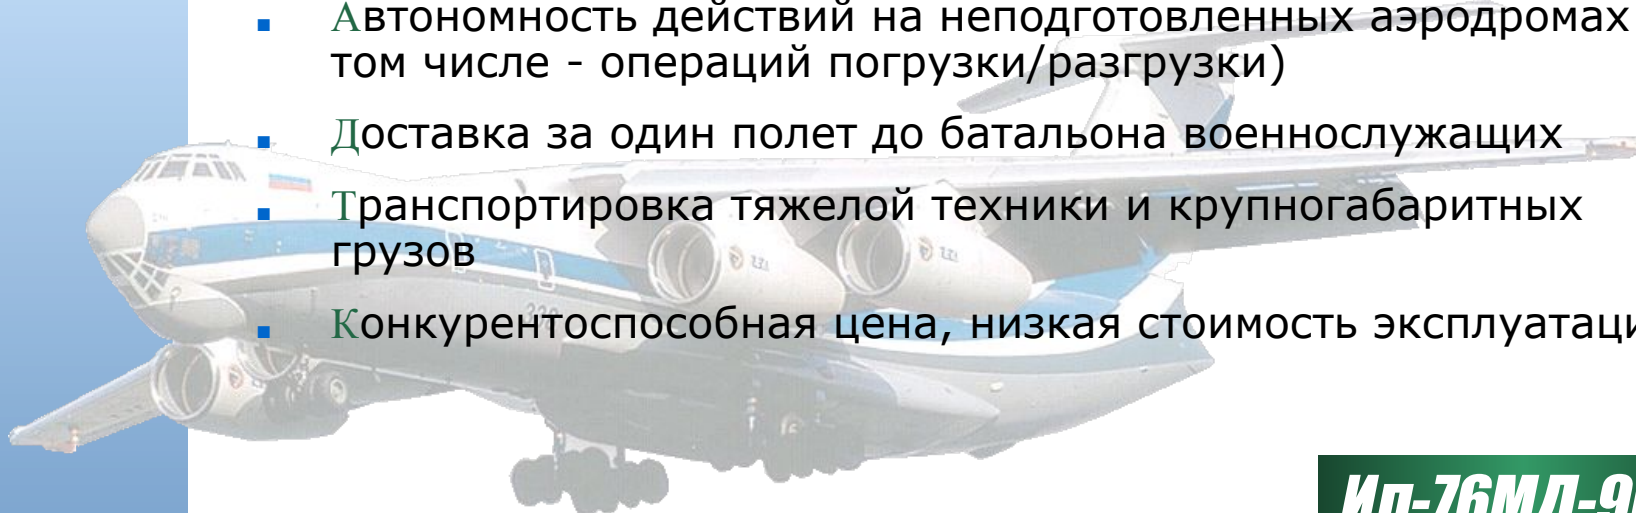 Автономность действий на неподготовленных аэродромах
том числе - операций погрузки/разгрузки)
Доставка за один полет до батальона военнослужащих
Транспортировка тяжелой техники и крупногабаритных
грузов
Конкурентоспособная цена, низкая стоимость эксплуатаци
Ил-76МД-9